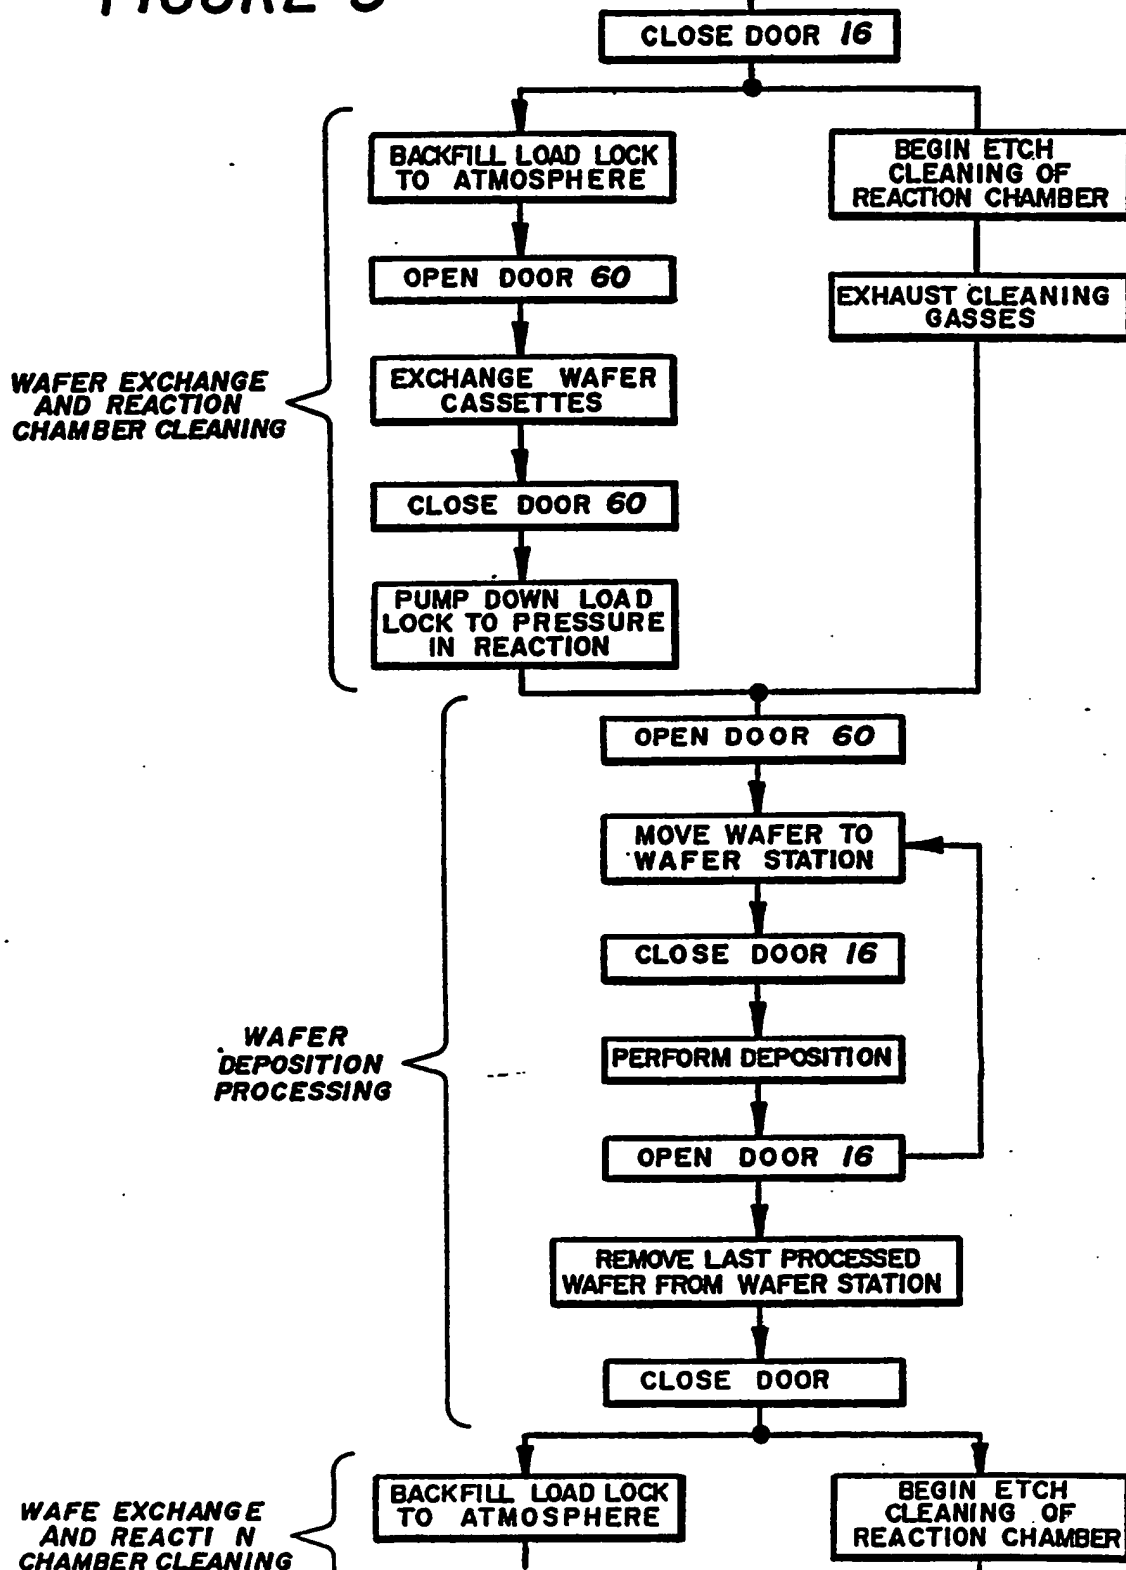 FIGURE 3
CLOSE DOOR 16
BACKFILL LOAD LOCK
TO ATMOSPHERE
BEGIN ETCH
CLEANING OF
REACTION CHAMBER
OPEN DOOR 60
EXHAUST CLEANING
GASSES
WAFER EXCHANGE
AND REACTION
CHAMBER CLEANING
EXCHANGE WAFER
CASSETTES
CLOSE DOOR 60
PUMP DOWN LOAD
LOCK TO PRESSURE
IN REACTION
OPEN DOOR 60
MOVE WAFER TO
WAFER STATION
CLOSE DOOR 16
WAFER
DEPOSITION
PROCESSING
PERFORM DEPOSITION
OPEN DOOR 16
REMOVE LAST PROCESSED
WAFER FROM WAFER STATION
CLOSE DOOR
WAFE EXCHANGE
AND REACTI N
CHAMBER CLEANING
BACKFILL LOAD LOCK
TO ATMOSPHERE
BEGIN ETCH
CLEANING OF
REACTION CHAMBER